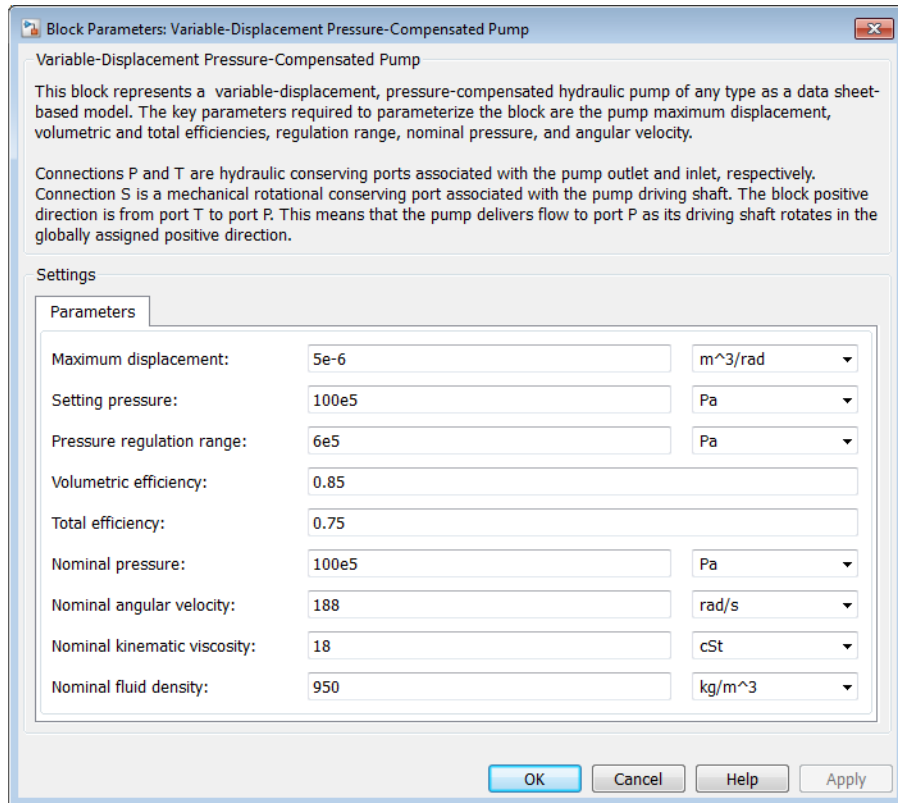 Block Parameters: Variable-Displacement Pressure-Compensated Pump
Variable-Displacement Pressure-Compensated Pump
This block represents a variable-displacement, pressure-compensated hydraulic pump of any type as a data sheet-
based model. The key parameters required to parameterize the block are the pump maximum displacement,
volumetric and total efficiencies, regulation range, nominal pressure, and angular velocity.
Connections P and T are hydraulic conserving ports associated with the pump outlet and inlet, respectively.
Connection S is a mechanical rotational conserving port associated with the pump driving shaft. The block positive
direction is from port T to port P. This means that the pump delivers flow to port P as its driving shaft rotates in the
globally assigned positive direction.
Settings
Parameters
Maximum displacement: 5e-6 m^3/rad
Setting pressure: 100e5 Pa
Pressure regulation range: 6e5 Pa
Volumetric efficiency: 0.85
Total efficiency: 0.75
Nominal pressure: 100e5 Pa
Nominal angular velocity: 188 rad/s
Nominal kinematic viscosity: 18 cSt
Nominal fluid density: 950 kg/m^3
OK Cancel Help Apply